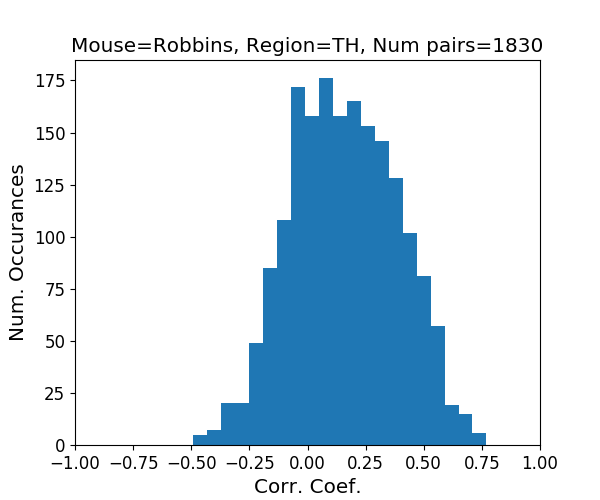 Mouse=Robbins, Region=TH, Num pairs=1830
175
150
125
100
75
50
25
0
Num. Occurances
−1.00 −0.75 −0.50 −0.25 0.00 0.25 0.50 0.75 1.00
Corr. Coef.